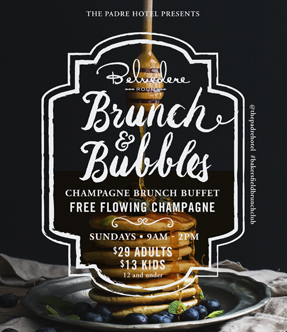 THE PADRE HOTEL PRESENTS
Belvedere
ROOM
Brunch
&
Bubbles
CHAMPAGNE BRUNCH BUFFET
FREE FLOWING CHAMPAGNE
SUNDAYS • 9AM - 2PM
$29 ADULTS
$13 KIDS
12 and under
@thepadrehotel #bakersfieldbrunchclub